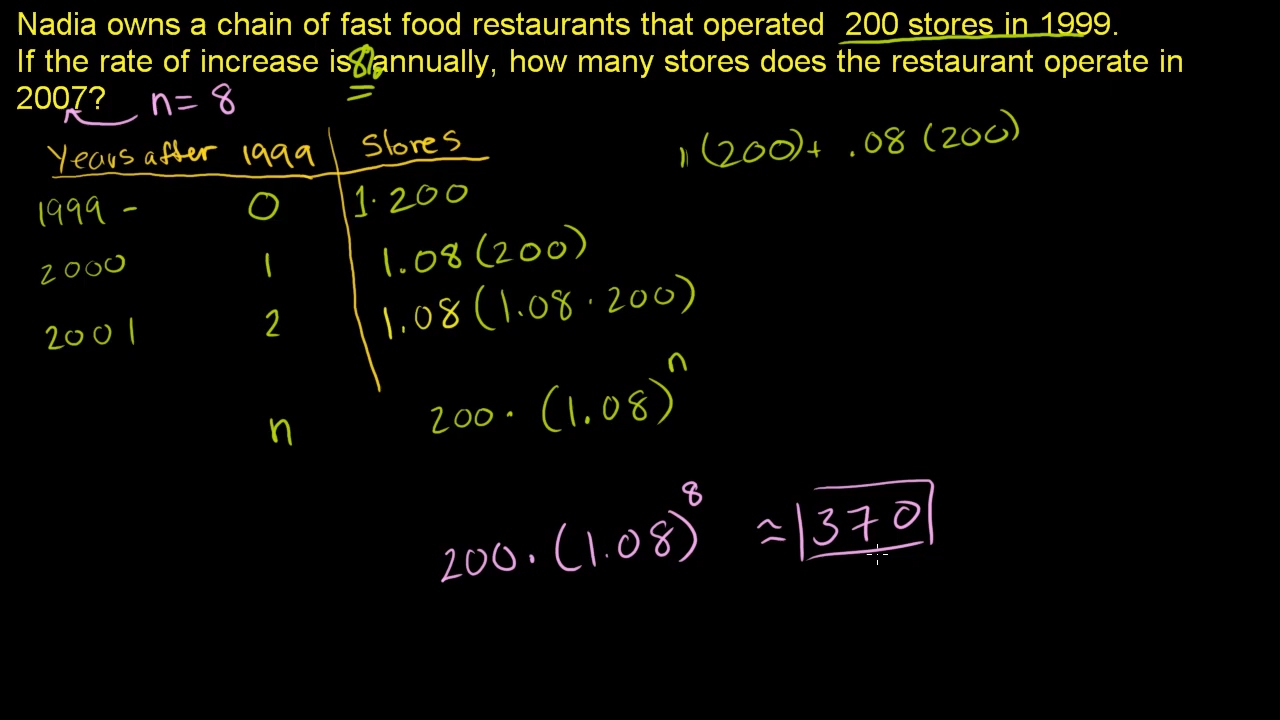 Nadia owns a chain of fast food restaurants that operated 200 stores in 1999.
If the rate of increase is 8% annually, how many stores does the restaurant operate in
2007? n = 8
Years after 1999 Stores
1(200) + .08(200)
1999 - 0 1·200
2000 1 1.08(200)
2001 2 1.08(1.08·200)
n 200·(1.08)^n
200·(1.08)^8 ≈ 370